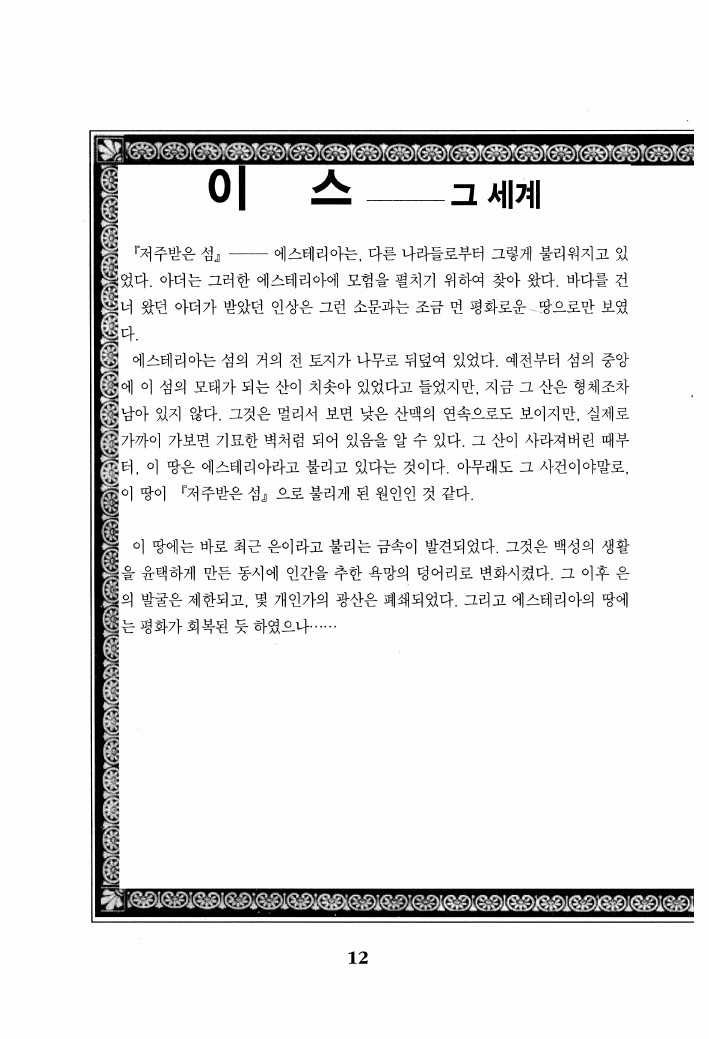 이 스 ――― 그 세계
『저주받은 섬』 ――― 에스테리아는, 다른 나라들로부터 그렇게 불리워지고 있
었다. 아더는 그러한 에스테리아에 모험을 펼치기 위하여 찾아 왔다. 바다를 건
너 왔던 아더가 받았던 인상은 그런 소문과는 조금 먼 평화로운 땅으로만 보였
다.
에스테리아는 섬의 거의 전 토지가 나무로 뒤덮여 있었다. 예전부터 섬의 중앙
에 이 섬의 모태가 되는 산이 치솟아 있었다고 들었지만, 지금 그 산은 형체조차
남아 있지 않다. 그것은 멀리서 보면 낮은 산맥의 연속으로도 보이지만, 실제로
가까이 가보면 기묘한 벽처럼 되어 있음을 알 수 있다. 그 산이 사라져버린 때부
터, 이 땅은 에스테리아라고 불리고 있다는 것이다. 아무래도 그 사건이야말로,
이 땅이 『저주받은 섬』으로 불리게 된 원인인 것 같다.
이 땅에는 바로 최근 은이라고 불리는 금속이 발견되었다. 그것은 백성의 생활
을 윤택하게 만든 동시에 인간을 추한 욕망의 덩어리로 변화시켰다. 그 이후 은
의 발굴은 제한되고, 몇 개인가의 광산은 폐쇄되었다. 그리고 에스테리아의 땅에
는 평화가 회복된 듯 하였으나……
12